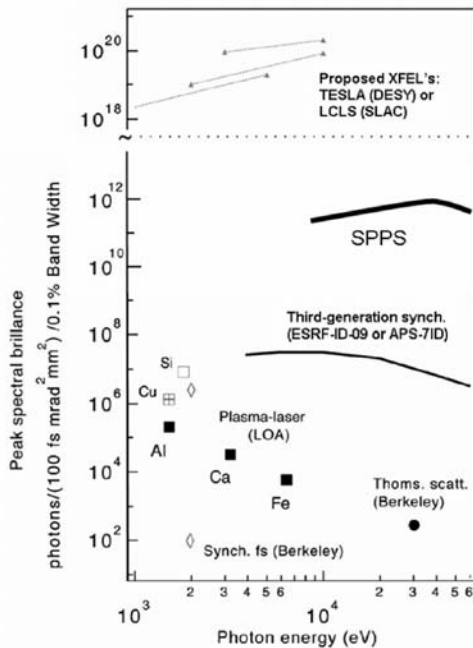 10^20
10^18
Proposed XFEL's:
TESLA (DESY) or
LCLS (SLAC)
~
10^12
SPPS
10^10
Third-generation synch.
(ESRF-ID-09 or APS-7ID)
10^8
Si
Cu
10^6
Al
Plasma-laser
(LOA)
10^4
Ca
Fe
Thoms. scatt.
(Berkeley)
10^2
Synch. fs (Berkeley)
10^3 2 3 4 5 6 10^4 2 3 4 5 6
Photon energy (eV)
Peak spectral brillance
photons/(100 fs mrad^2 mm^2) /0.1% Band Width